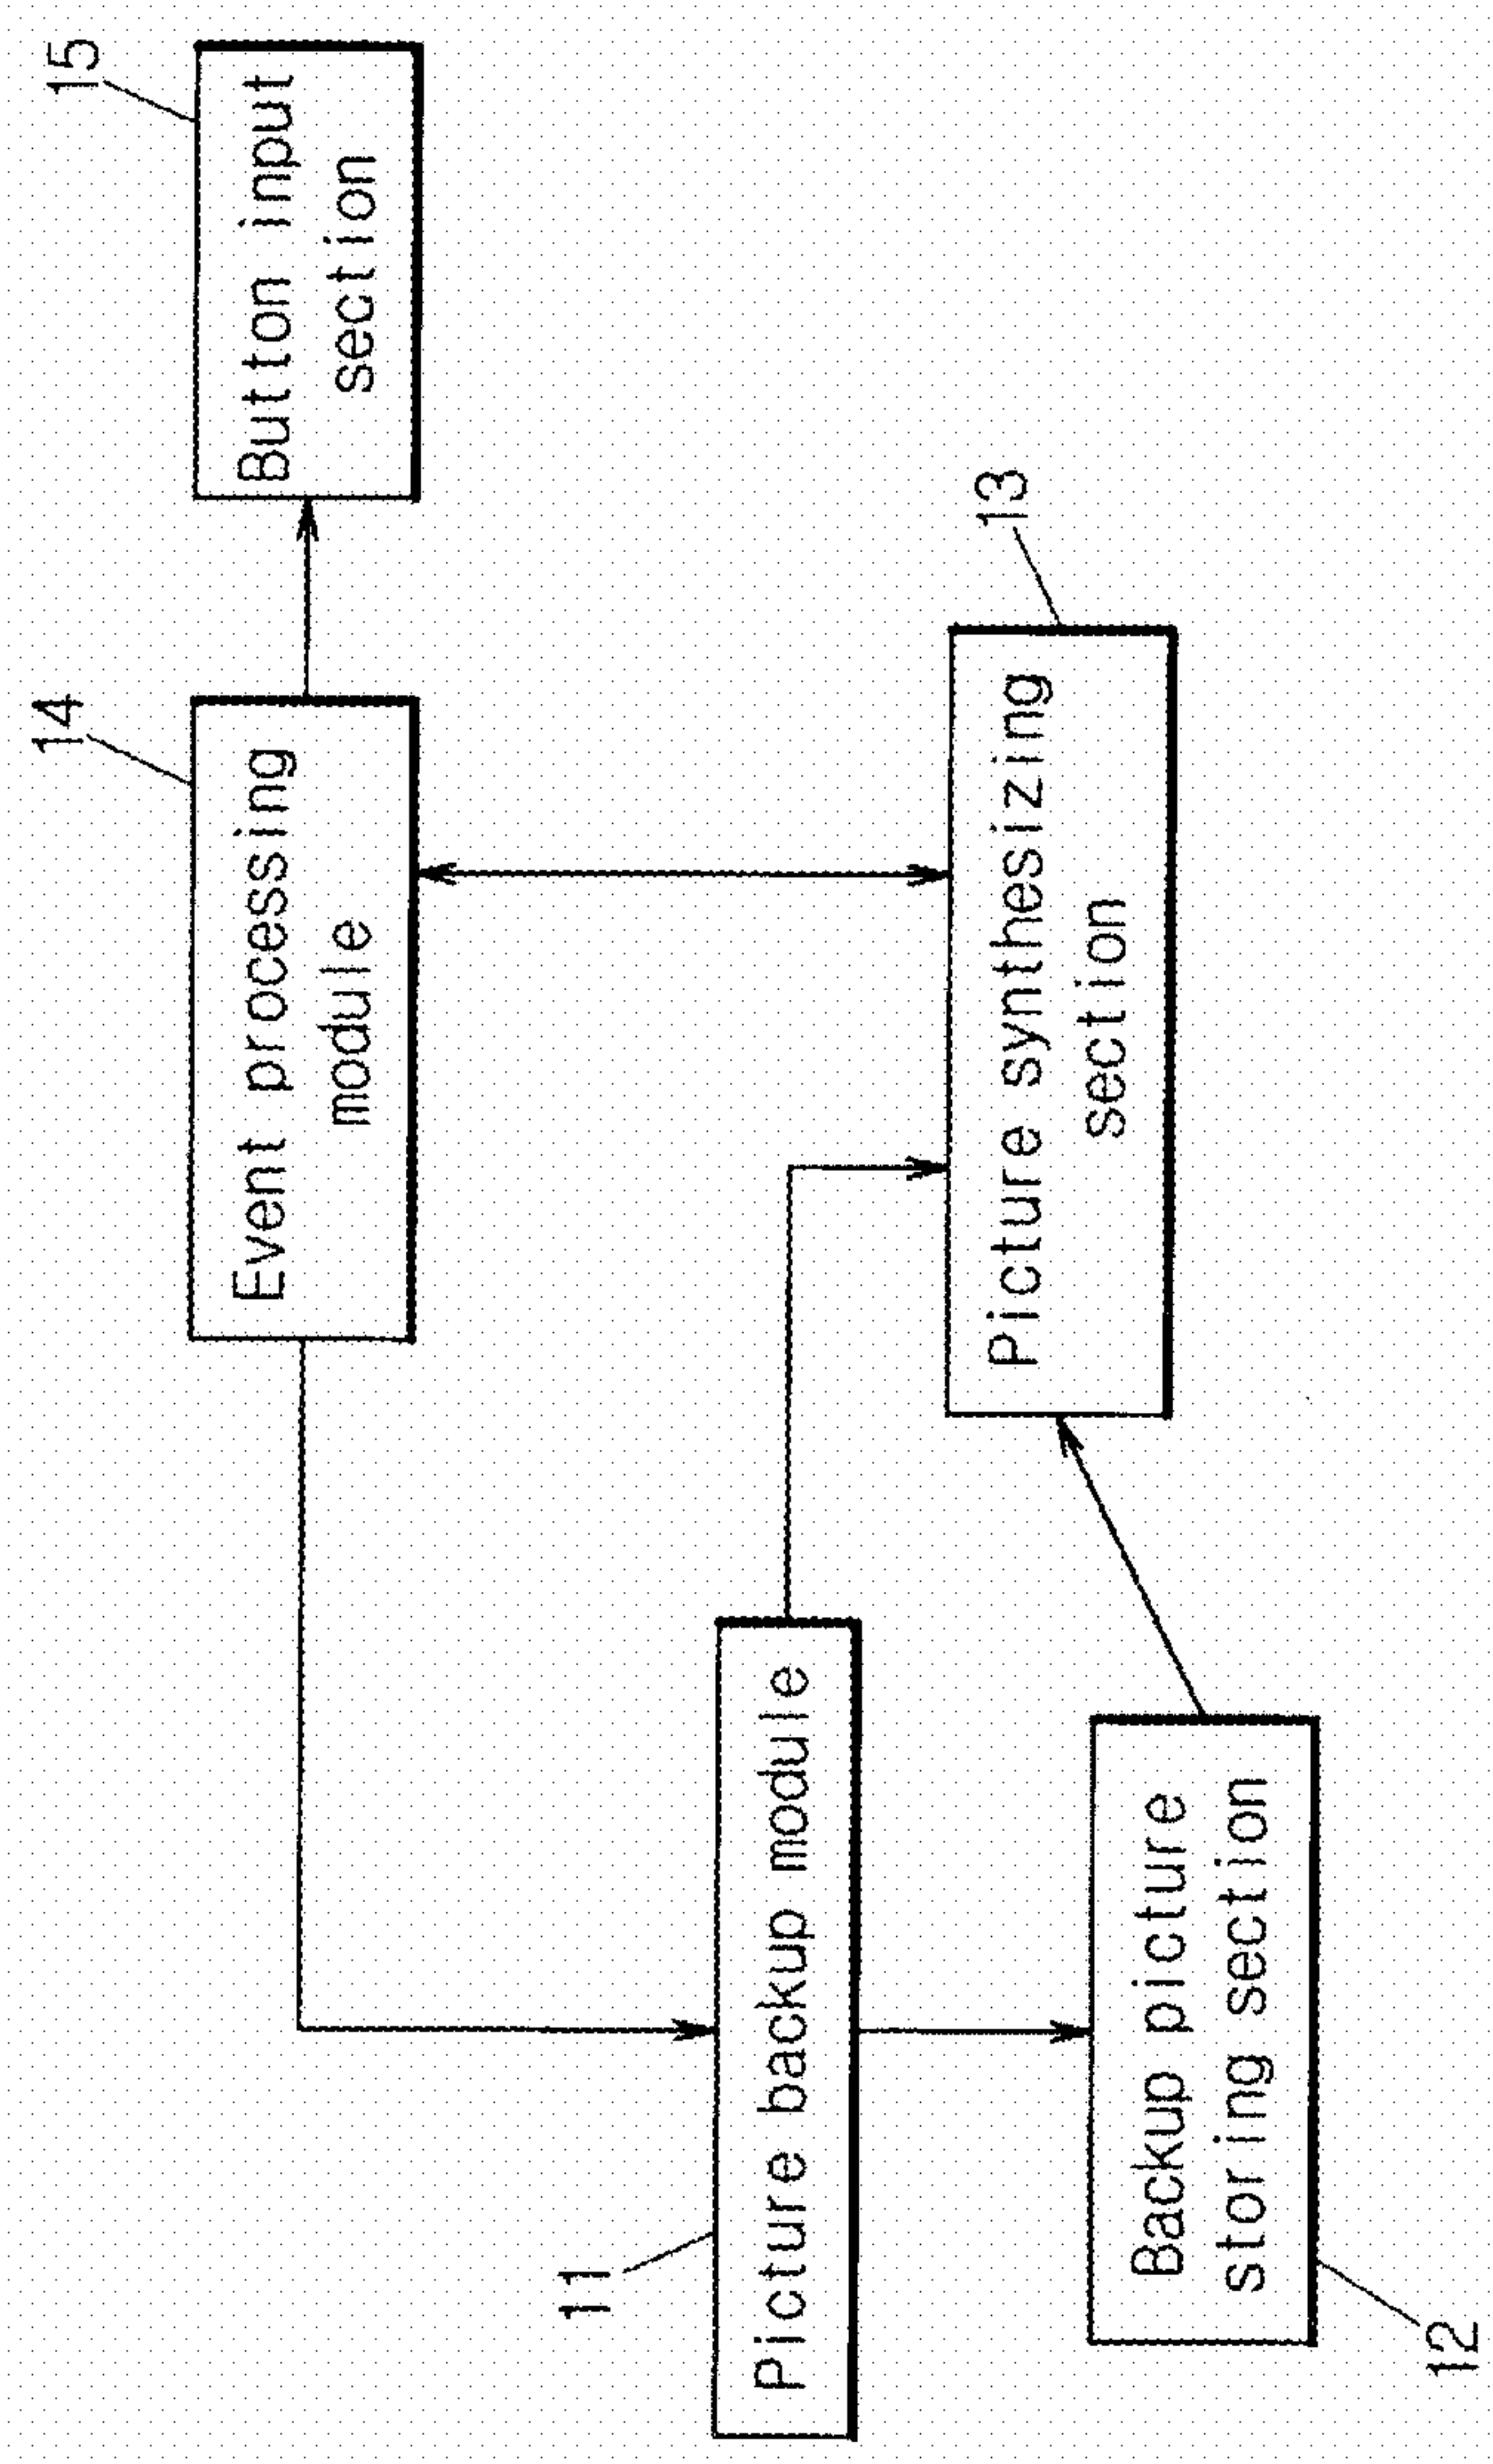 11
Picture backup module
12
Backup picture
storing section
14
Event processing
module
13
Picture synthesizing
section
15
Button input
section